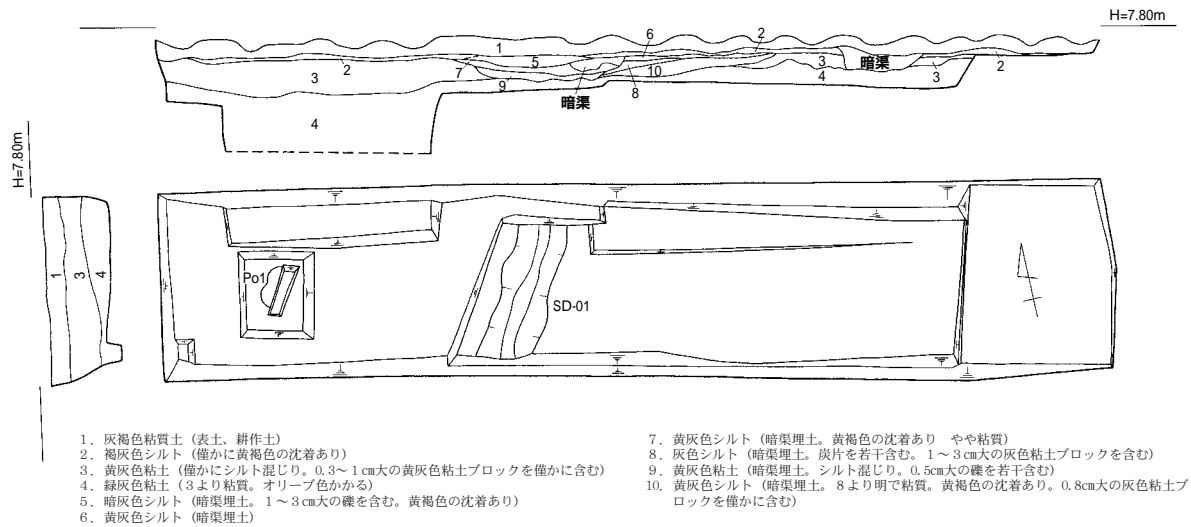 H=7.80m
1
6
2
2
3
5
7
8
10
3
4
暗渠
3
2
9
暗渠
4
H=7.80m
1
3
4
Po1
SD-01
1. 灰褐色粘質土(表土、耕作土)
2. 褐灰色シルト(僅かに黄褐色の沈着あり)
3. 黄灰色粘土(僅かにシルト混じり。0.3~1㎝大の黄灰色粘土ブロックを僅かに含む)
4. 緑灰色粘土(3より粘質。オリーブ色かかる)
5. 暗灰色シルト(暗渠埋土。1~3㎝大の礫を含む。黄褐色の沈着あり)
6. 黄灰色シルト(暗渠埋土)
7. 黄灰色シルト(暗渠埋土。黄褐色の沈着あり やや粘質)
8. 灰色シルト(暗渠埋土。炭片を若干含む。1~3㎝大の灰色粘土ブロックを含む)
9. 黄灰色粘土(暗渠埋土。シルト混じり。0.5㎝大の礫を若干含む)
10. 黄灰色シルト(暗渠埋土。8より明で粘質。黄褐色の沈着あり。0.8㎝大の灰色粘土ブ
ロックを僅かに含む)